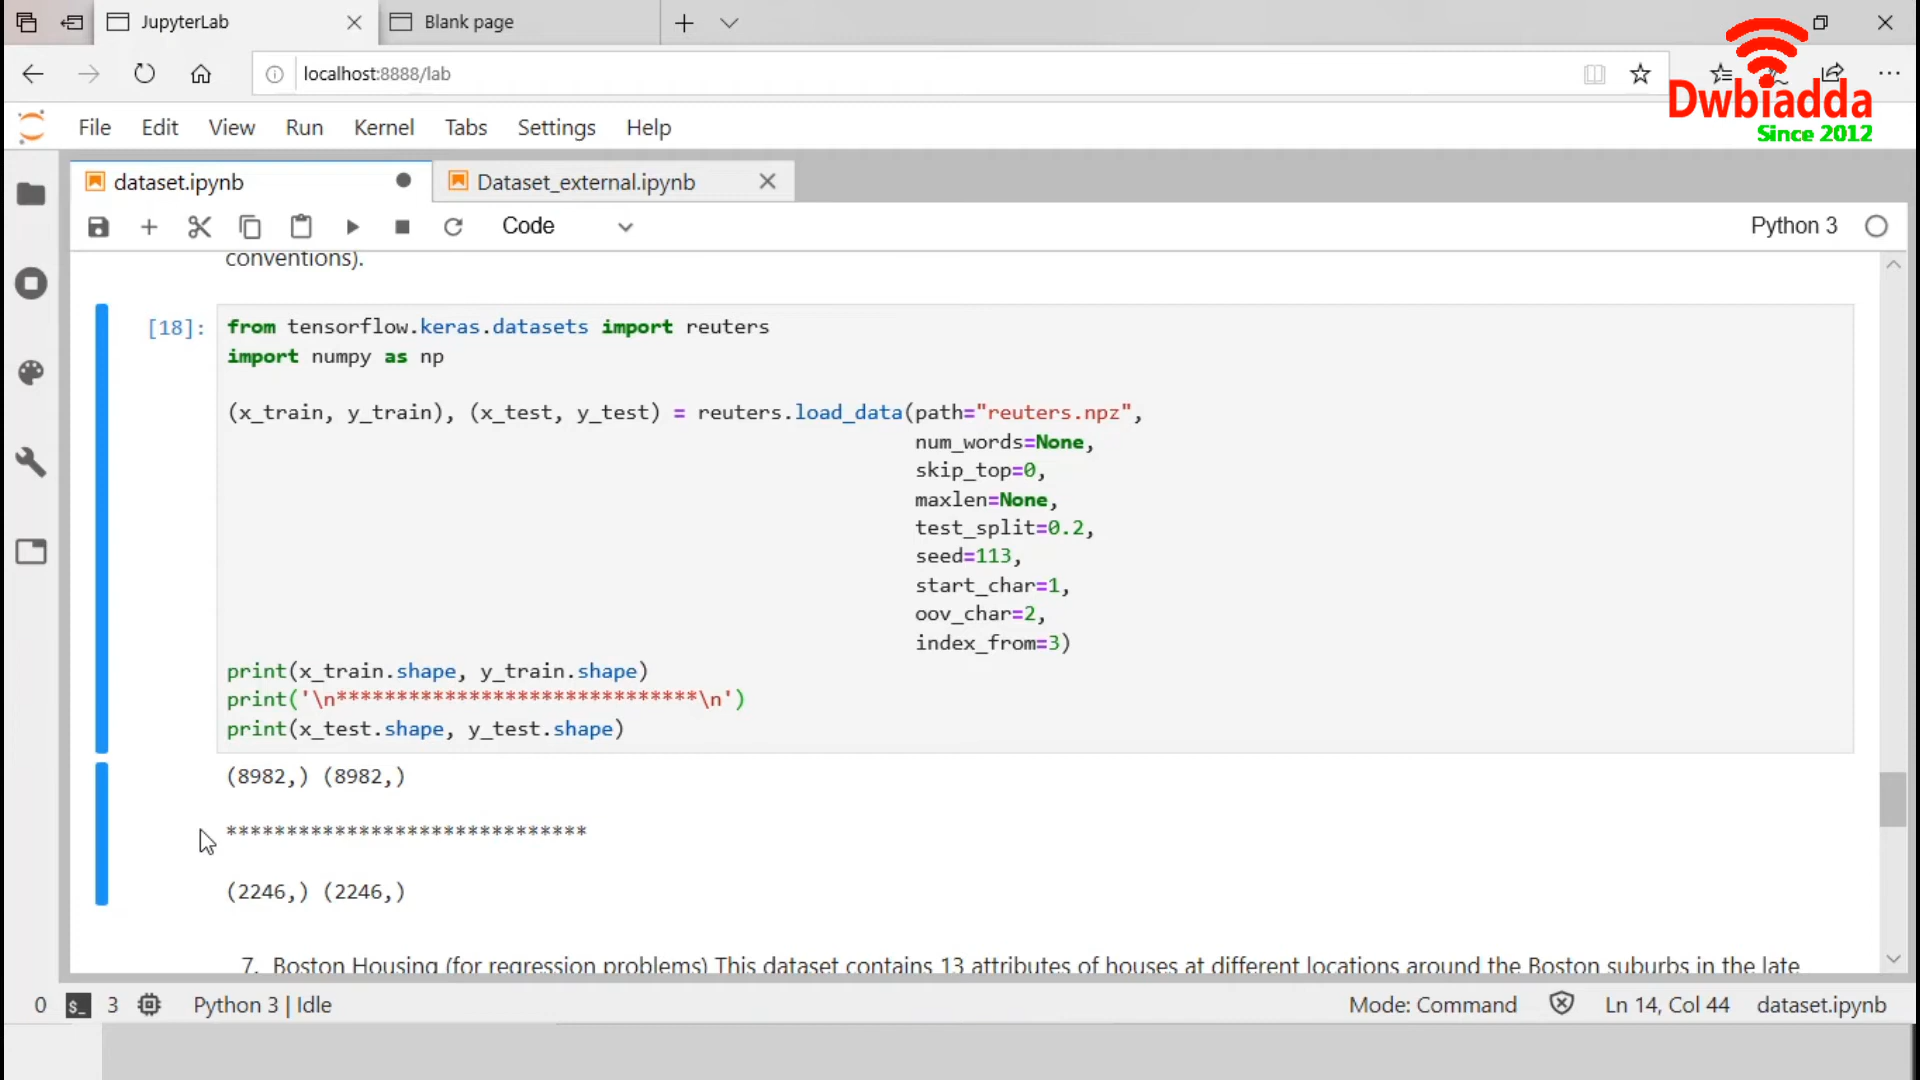 JupyterLab
Blank page
localhost:8888/lab
Dwbiadda
Since 2012
File Edit View Run Kernel Tabs Settings Help
dataset.ipynb
Dataset_external.ipynb
Code
Python 3
conventions).
[18]:
from tensorflow.keras.datasets import reuters
import numpy as np
(x_train, y_train), (x_test, y_test) = reuters.load_data(path="reuters.npz",
num_words=None,
skip_top=0,
maxlen=None,
test_split=0.2,
seed=113,
start_char=1,
oov_char=2,
index_from=3)
print(x_train.shape, y_train.shape)
print('\n******************************\n')
print(x_test.shape, y_test.shape)
(8982,) (8982,)
******************************
(2246,) (2246,)
7. Boston Housing (for regression problems) This dataset contains 13 attributes of houses at different locations around the Boston suburbs in the late
0 $_ 3 Python 3 | Idle Mode: Command Ln 14, Col 44 dataset.ipynb